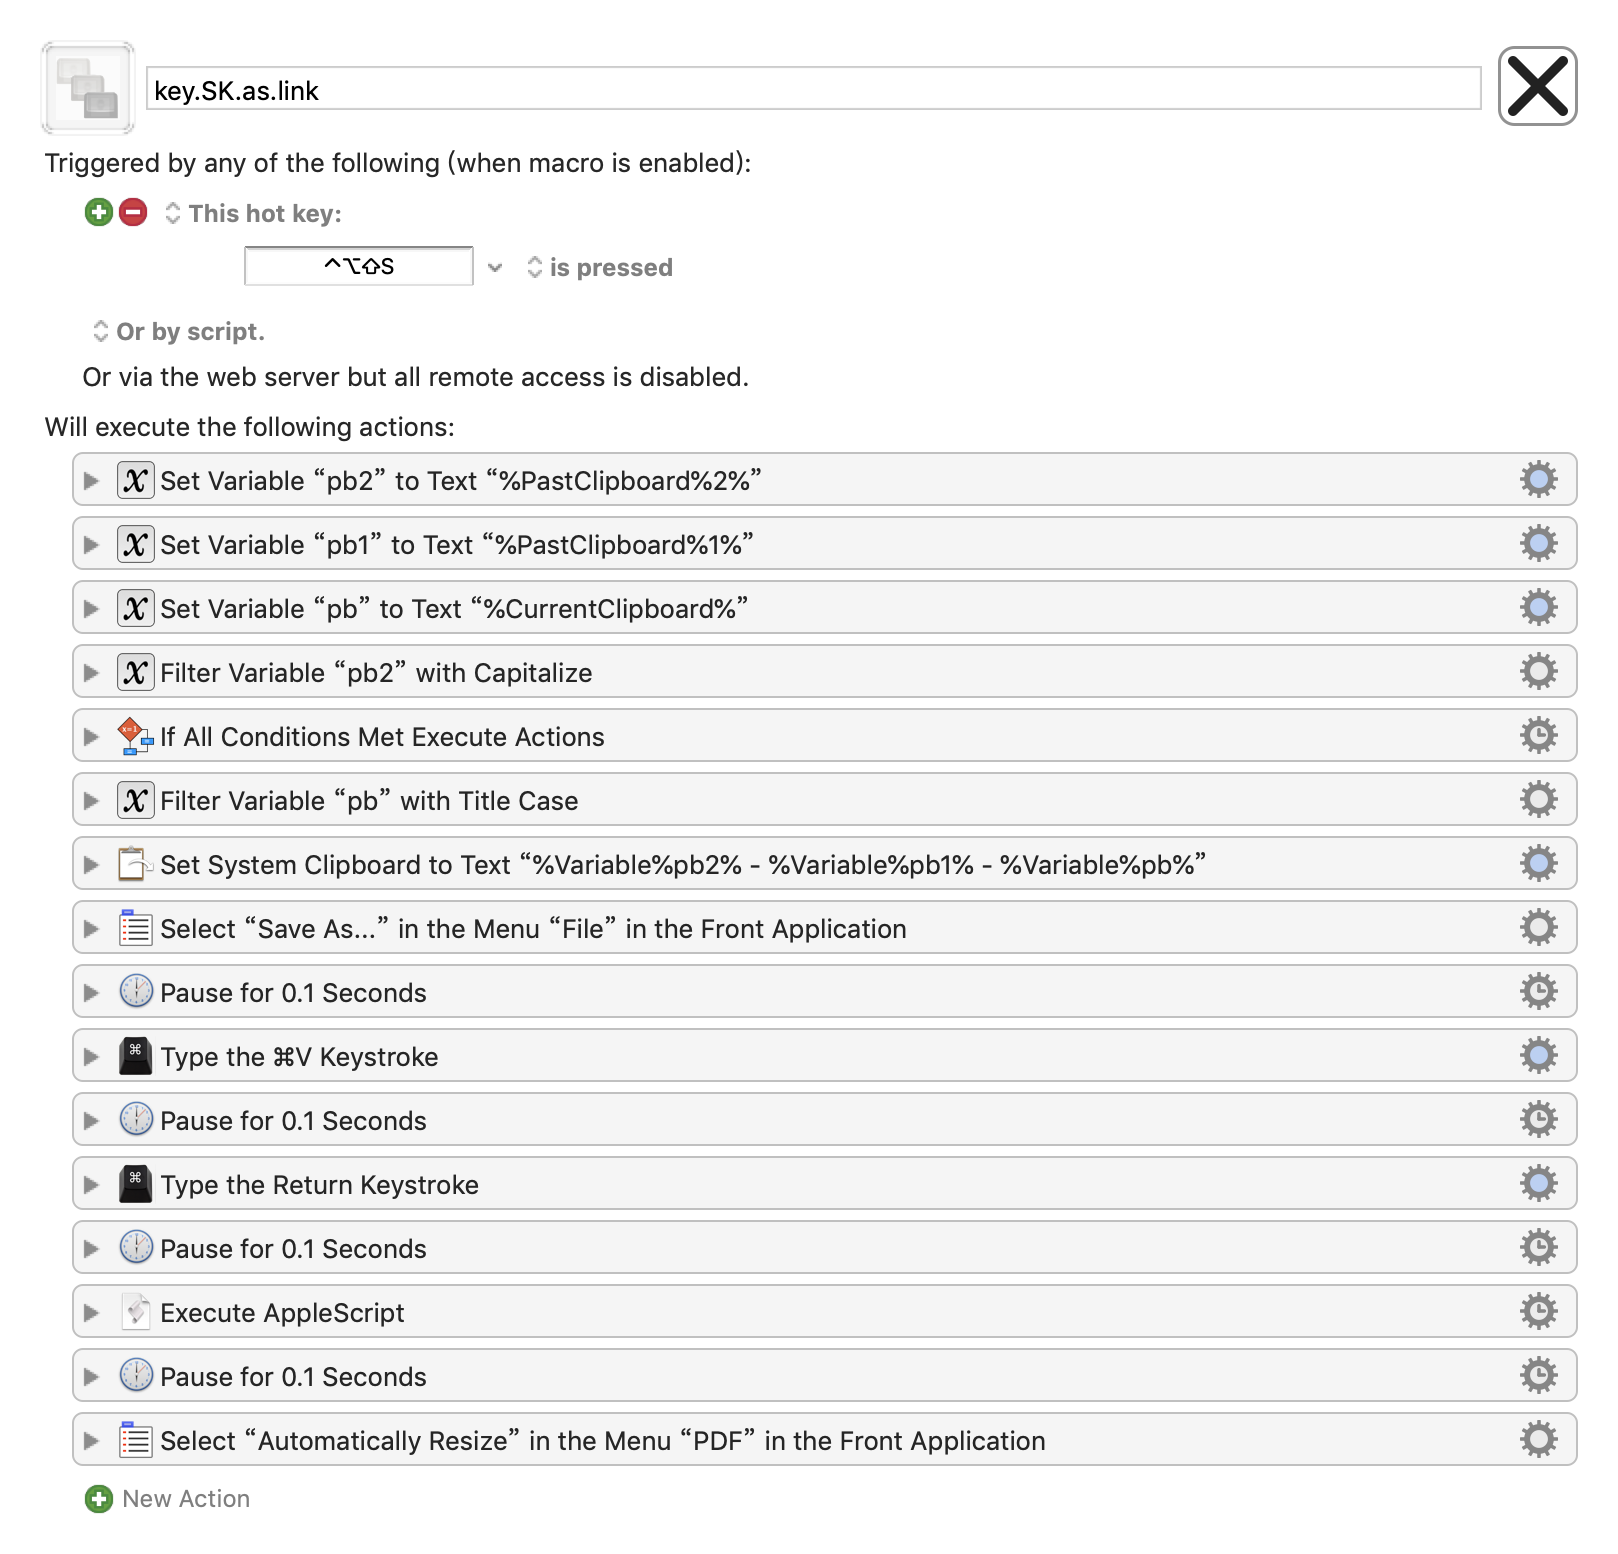 key.SK.as.link
Triggered by any of the following (when macro is enabled):
This hot key:
^⌥⇧S
is pressed
Or by script.
Or via the web server but all remote access is disabled.
Will execute the following actions:
Set Variable “pb2” to Text “%PastClipboard%2%”
Set Variable “pb1” to Text “%PastClipboard%1%”
Set Variable “pb” to Text “%CurrentClipboard%”
Filter Variable “pb2” with Capitalize
If All Conditions Met Execute Actions
Filter Variable “pb” with Title Case
Set System Clipboard to Text “%Variable%pb2% - %Variable%pb1% - %Variable%pb%”
Select “Save As…” in the Menu “File” in the Front Application
Pause for 0.1 Seconds
Type the ⌘V Keystroke
Pause for 0.1 Seconds
Type the Return Keystroke
Pause for 0.1 Seconds
Execute AppleScript
Pause for 0.1 Seconds
Select “Automatically Resize” in the Menu “PDF” in the Front Application
New Action